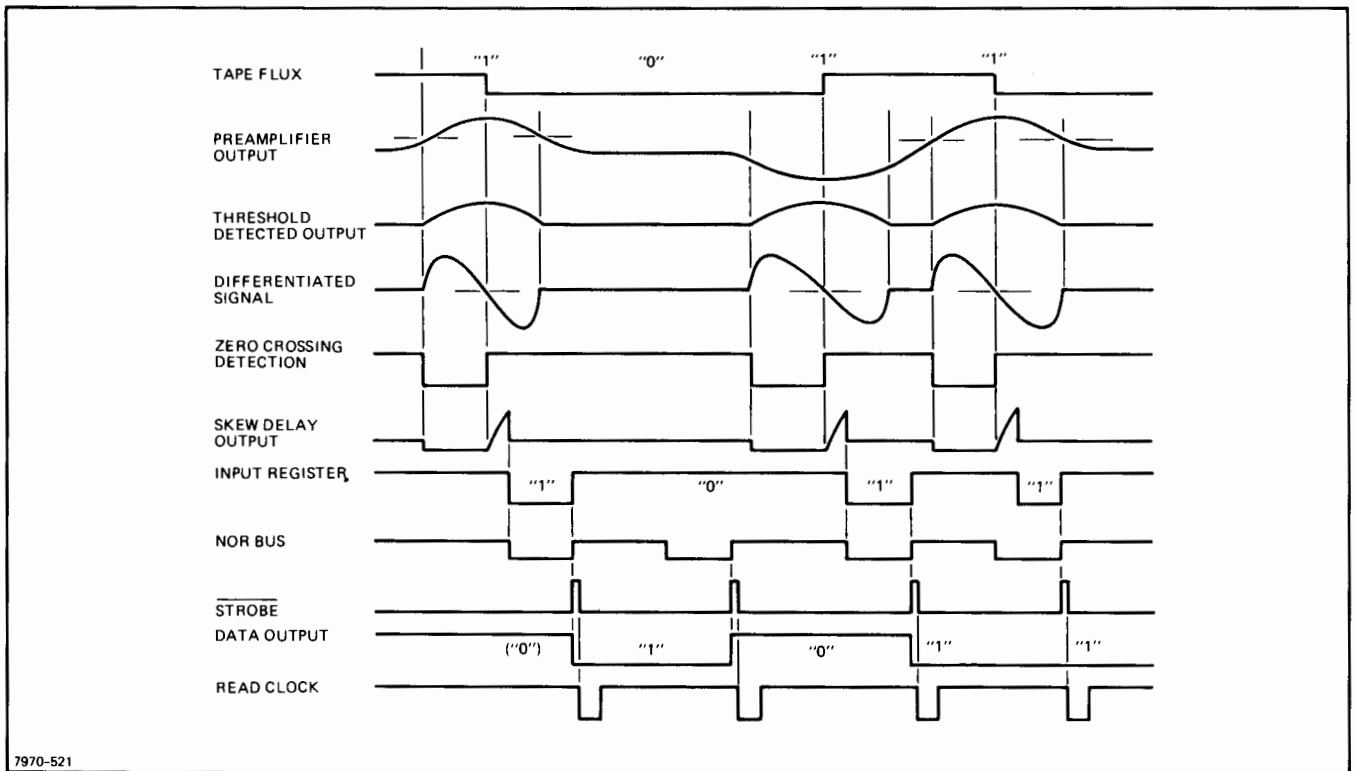 "1" "0" "1" "1"
TAPE FLUX
PREAMPLIFIER
OUTPUT
THRESHOLD
DETECTED OUTPUT
DIFFERENTIATED
SIGNAL
ZERO CROSSING
DETECTION
SKEW DELAY
OUTPUT
INPUT REGISTER
"1" "0" "1" "1"
NOR BUS
STROBE
DATA OUTPUT
("0") "1" "0" "1" "1"
READ CLOCK
7970-521